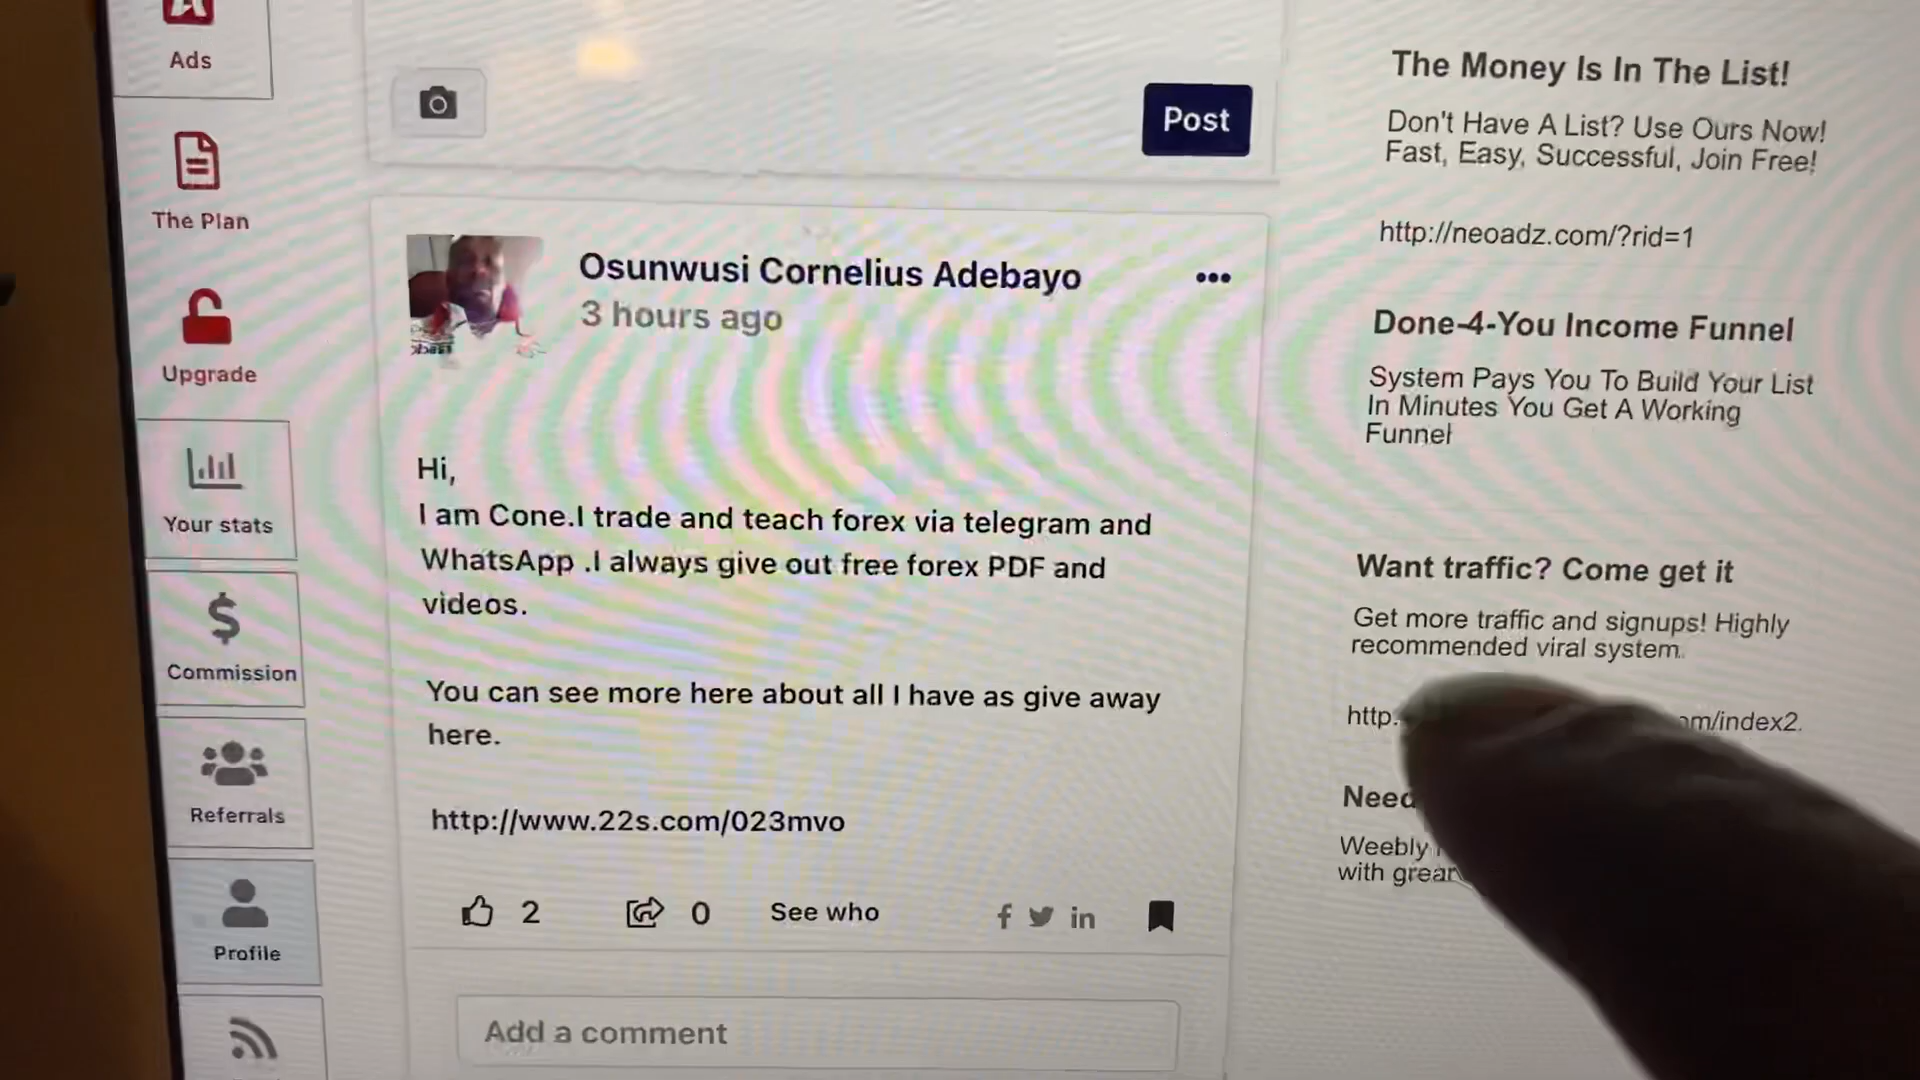 Ads
The Plan
Upgrade
Your stats
Commission
Referrals
Profile
Post
Osunwusi Cornelius Adebayo
3 hours ago
Hi,
I am Cone.I trade and teach forex via telegram and
WhatsApp .I always give out free forex PDF and
videos.
You can see more here about all I have as give away
here.
http://www.22s.com/023mvo
2
0
See who
Add a comment
The Money Is In The List!
Don't Have A List? Use Ours Now!
Fast, Easy, Successful, Join Free!
http://neoadz.com/?rid=1
Done-4-You Income Funnel
System Pays You To Build Your List
In Minutes You Get A Working
Funnel
Want traffic? Come get it
Get more traffic and signups! Highly
recommended viral system.
http: om/index2.
Need
Weebly
with